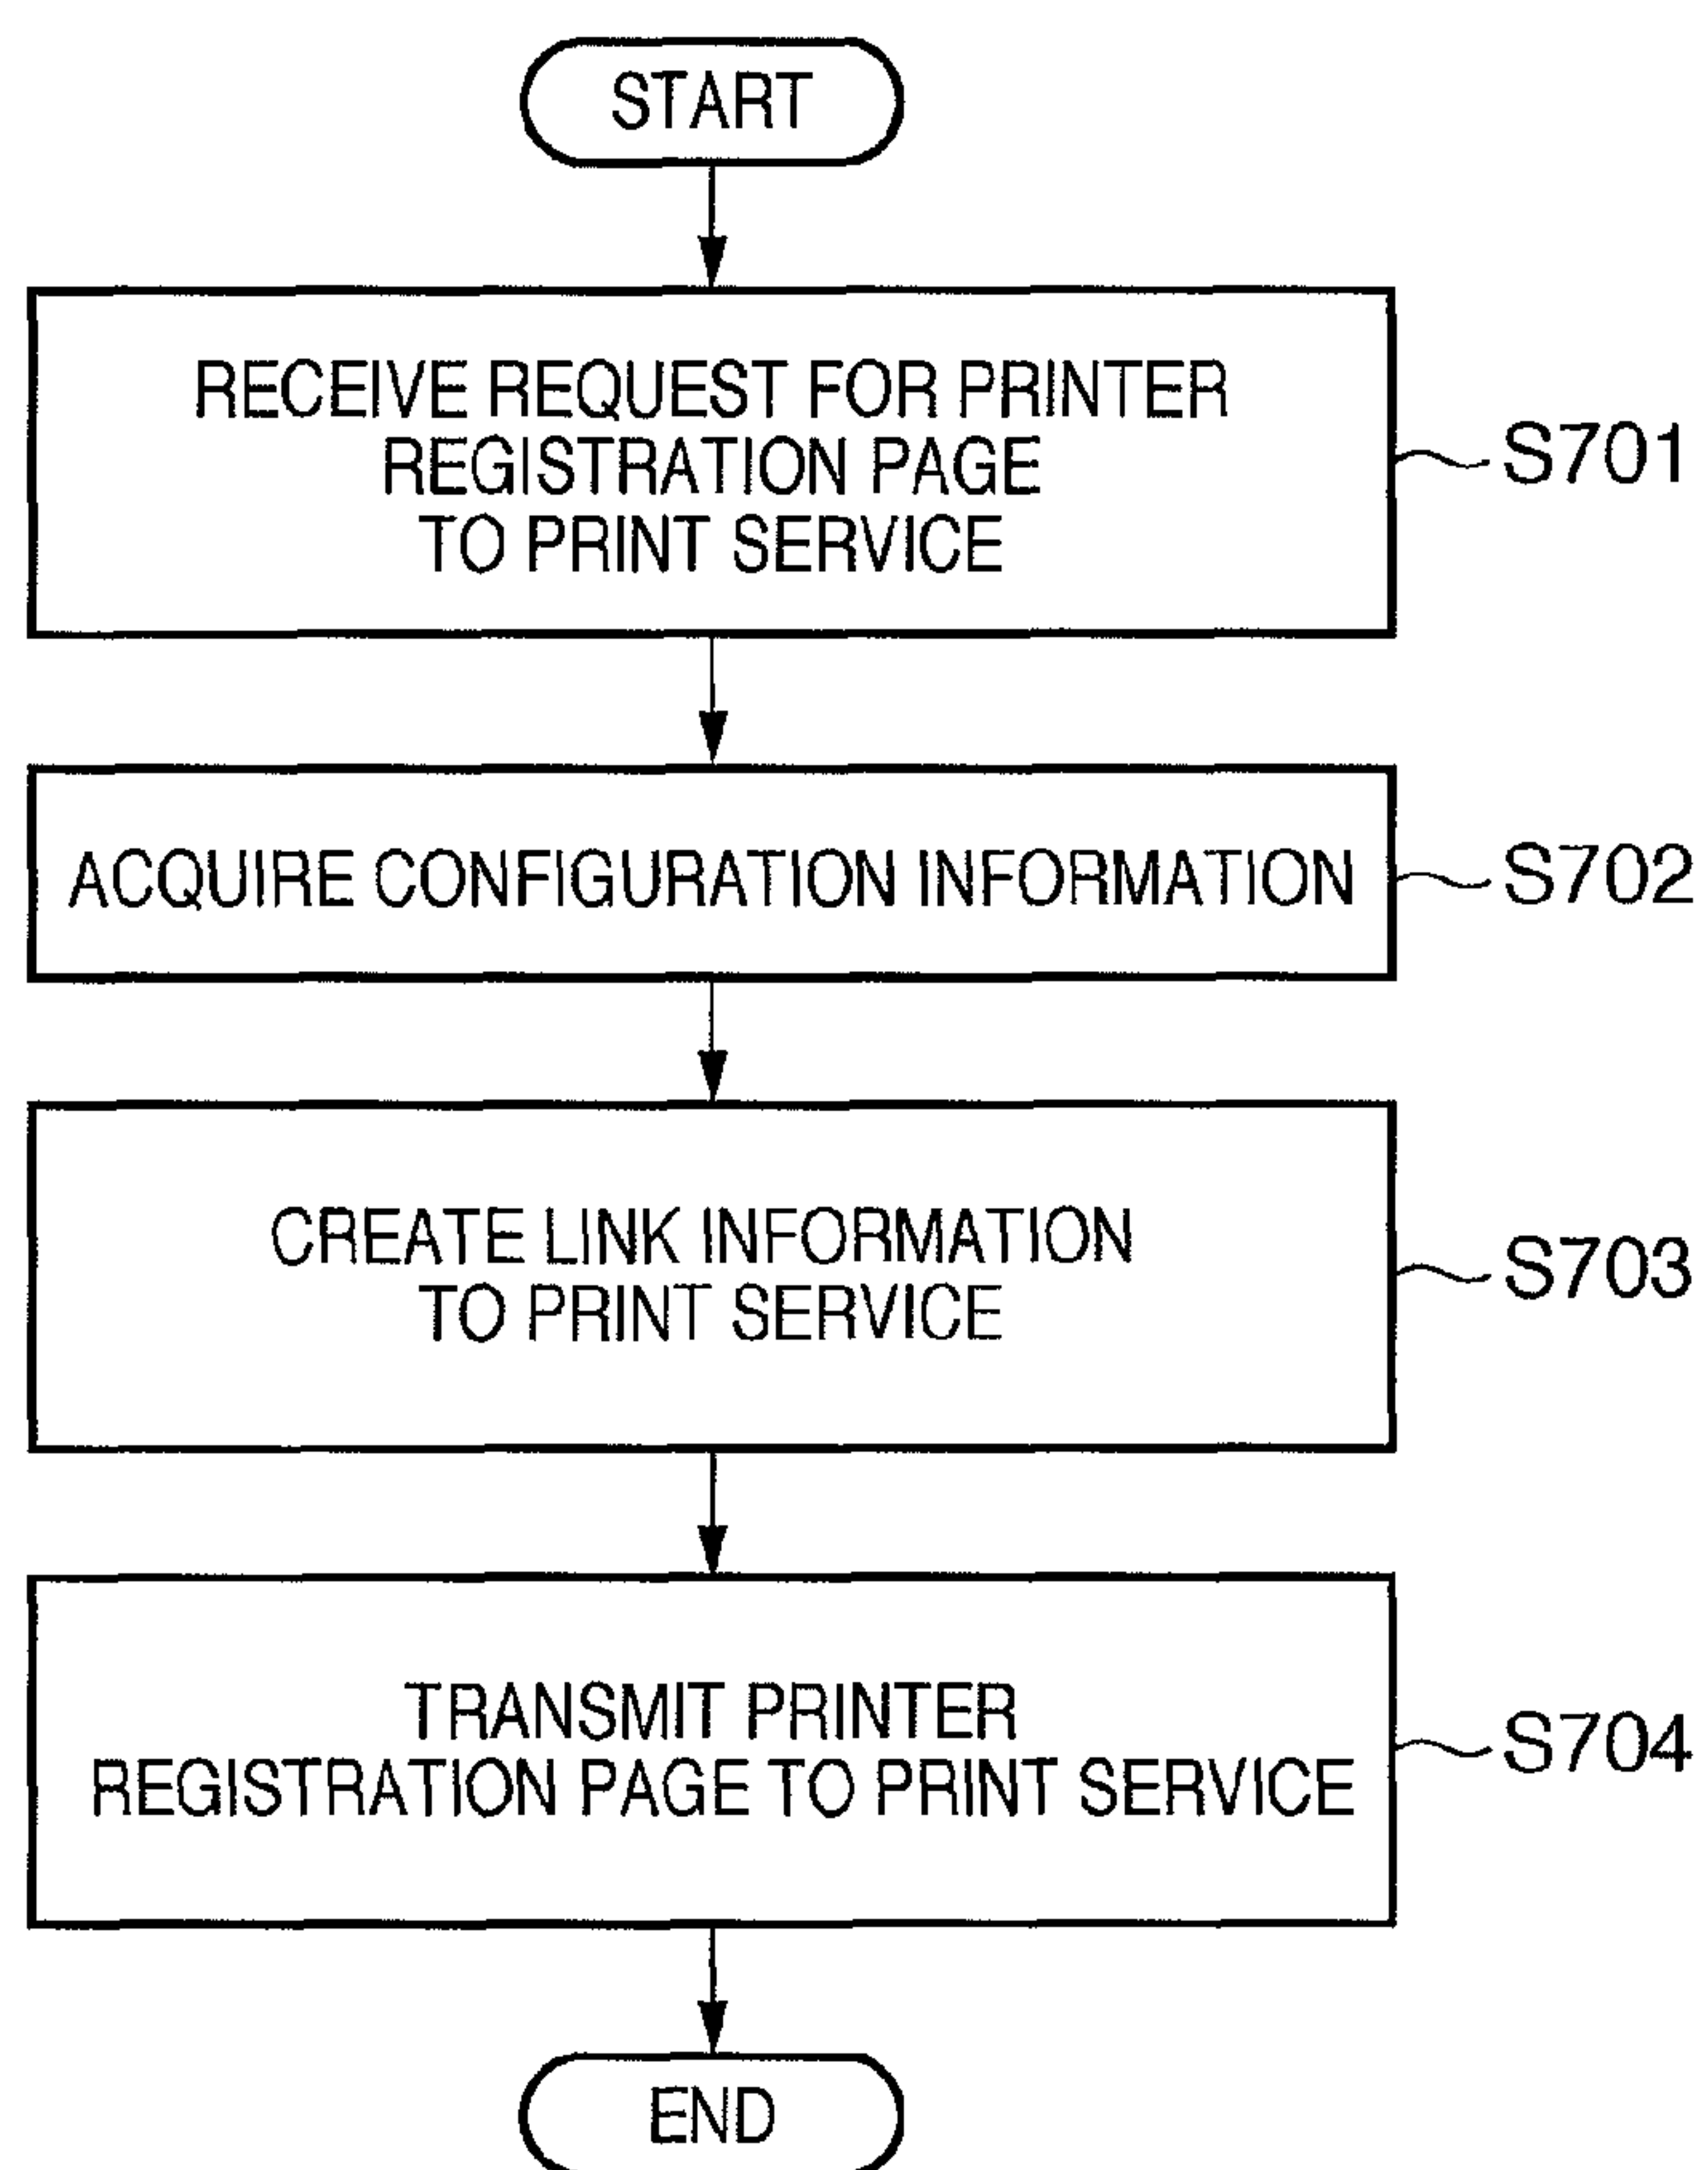 START
RECEIVE REQUEST FOR PRINTER
REGISTRATION PAGE
TO PRINT SERVICE
S701
ACQUIRE CONFIGURATION INFORMATION
S702
CREATE LINK INFORMATION
TO PRINT SERVICE
S703
TRANSMIT PRINTER
REGISTRATION PAGE TO PRINT SERVICE
S704
END